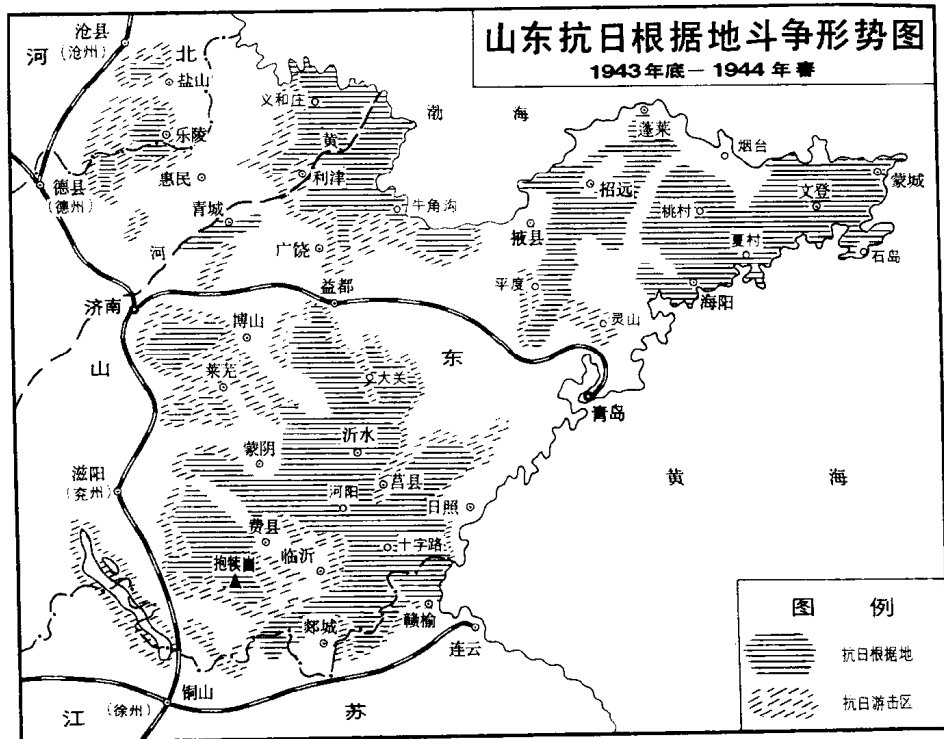 山东抗日根据地斗争形势图
1943年底—1944年春
沧县
(沧州)
河
北
盐山
乐陵
义和庄
渤
海
蓬莱
烟台
黄
惠民
利津
德县
(德州)
招远
文登
蒙城
桃村
青城
牛角沟
掖县
河
广饶
夏村
石岛
平度
海阳
济南
益都
博山
灵山
山
东
莱芜
大关
青岛
沂水
蒙阴
滋阳
(兖州)
莒县
河阳
日照
黄
海
费县
临沂
十字路
抱犊崮
赣榆
郯城
连云
铜山
(徐州)
江
苏
图 例
抗日根据地
抗日游击区